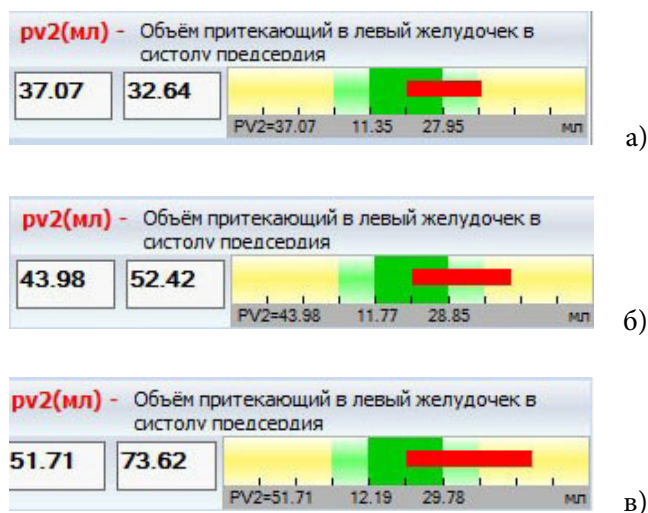 pv2(мл) - Объём притекающий в левый желудочек в
систолу предсердия
37.07 32.64
PV2=37.07 11.35 27.95 мл
а)
pv2(мл) - Объём притекающий в левый желудочек в
систолу предсердия
43.98 52.42
PV2=43.98 11.77 28.85 мл
б)
pv2(мл) - Объём притекающий в левый желудочек в
систолу предсердия
51.71 73.62
PV2=51.71 12.19 29.78 мл
в)